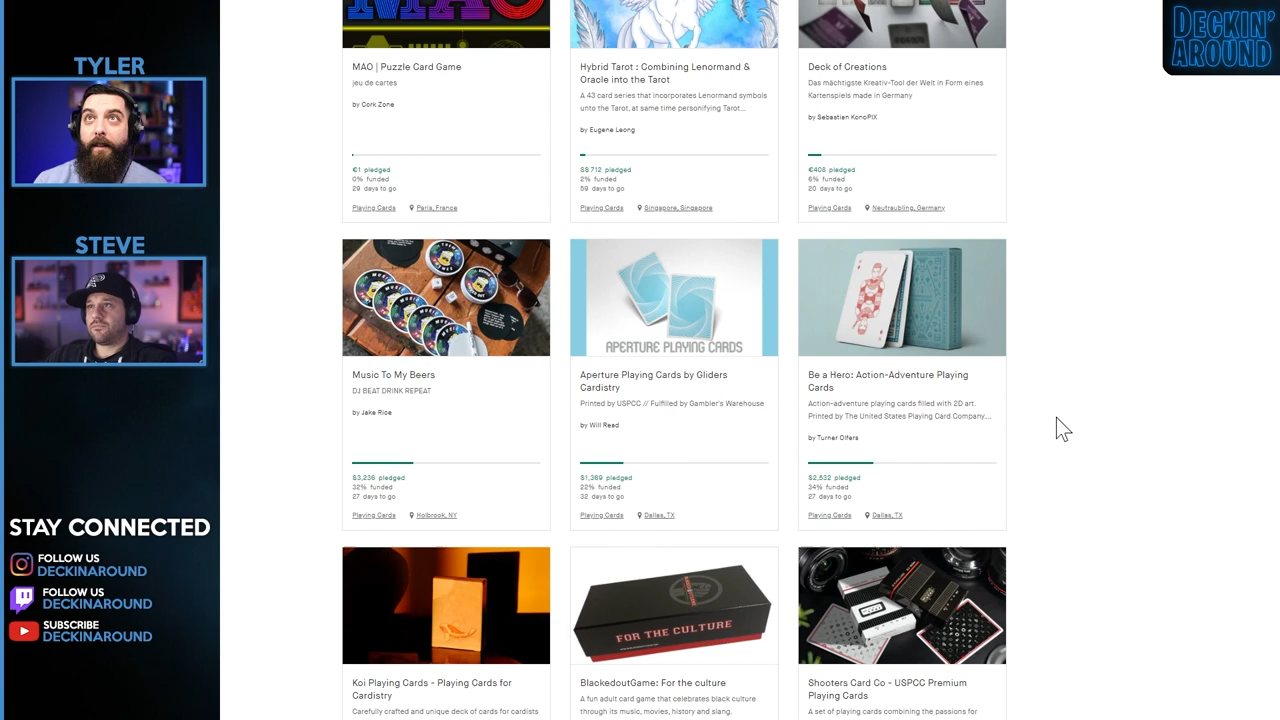 TYLER
STEVE
STAY CONNECTED
FOLLOW US
DECKINAROUND
FOLLOW US
DECKINAROUND
SUBSCRIBE
DECKINAROUND
DECKIN'
AROUND
MAO
MAO | Puzzle Card Game
jeu de cartes
by Cork Zone
€1 pledged
0% funded
29 days to go
Playing Cards Paris, France
Hybrid Tarot : Combining Lenormand &
Oracle into the Tarot
A 43 card series that incorporates Lenormand symbols
unto the Tarot, at same time personifying Tarot...
by Eugene Leong
S$ 712 pledged
2% funded
59 days to go
Playing Cards Singapore, Singapore
Deck of Creations
Das mächtigste Kreativ-Tool der Welt in Form eines
Kartenspiels made in Germany
by Sebastian KonoPIX
€408 pledged
6% funded
20 days to go
Playing Cards Neutraubling, Germany
Music To My Beers
DJ BEAT DRINK REPEAT
by Jake Rice
$3,236 pledged
32% funded
27 days to go
Playing Cards Holbrook, NY
APERTURE PLAYING CARDS
Aperture Playing Cards by Gliders
Cardistry
Printed by USPCC // Fulfilled by Gambler's Warehouse
by Will Read
$1,369 pledged
22% funded
32 days to go
Playing Cards Dallas, TX
Be a Hero: Action-Adventure Playing
Cards
Action-adventure playing cards filled with 2D art.
Printed by The United States Playing Card Company....
by Turner Olfers
$2,532 pledged
34% funded
27 days to go
Playing Cards Dallas, TX
Koi Playing Cards - Playing Cards for
Cardistry
Carefully crafted and unique deck of cards for cardists
FOR THE CULTURE
BlackedoutGame: For the culture
A fun adult card game that celebrates black culture
through its music, movies, history and slang.
Shooters Card Co - USPCC Premium
Playing Cards
A set of playing cards combining the passions for